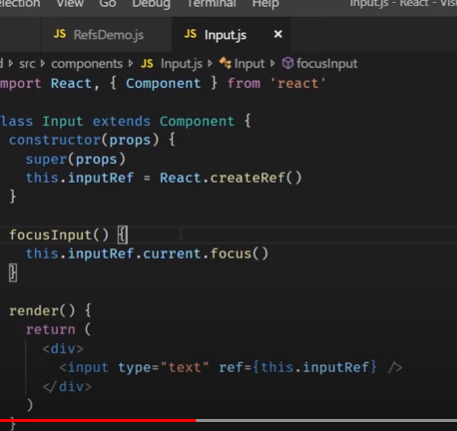 election View Go Debug Terminal Help Input.js - React - Vis
JS RefsDemo.js JS Input.js ×
d › src › components › JS Input.js › Input › focusInput
mport React, { Component } from 'react'
lass Input extends Component {
constructor(props) {
super(props)
this.inputRef = React.createRef()
}
focusInput() {
this.inputRef.current.focus()
}
render() {
return (
<div>
<input type="text" ref={this.inputRef} />
</div>
)
}